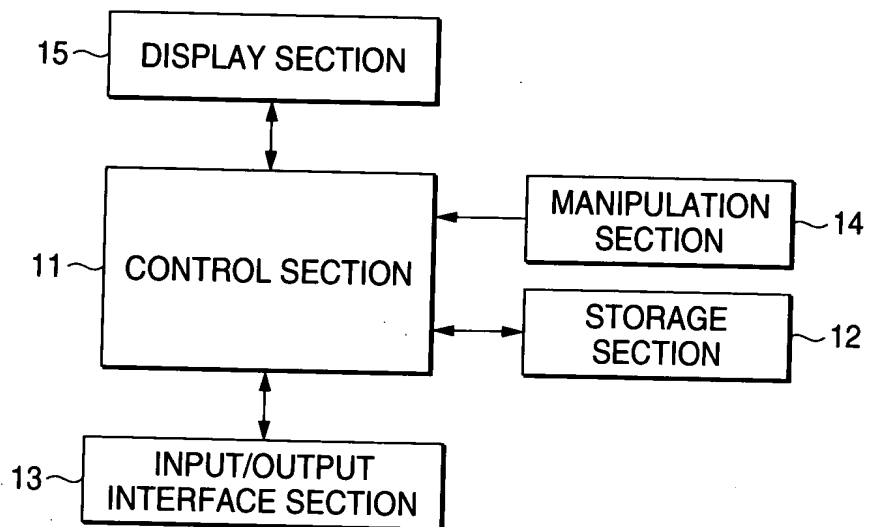 15
DISPLAY SECTION
MANIPULATION
SECTION
14
11
CONTROL SECTION
STORAGE
SECTION
12
13
INPUT/OUTPUT
INTERFACE SECTION